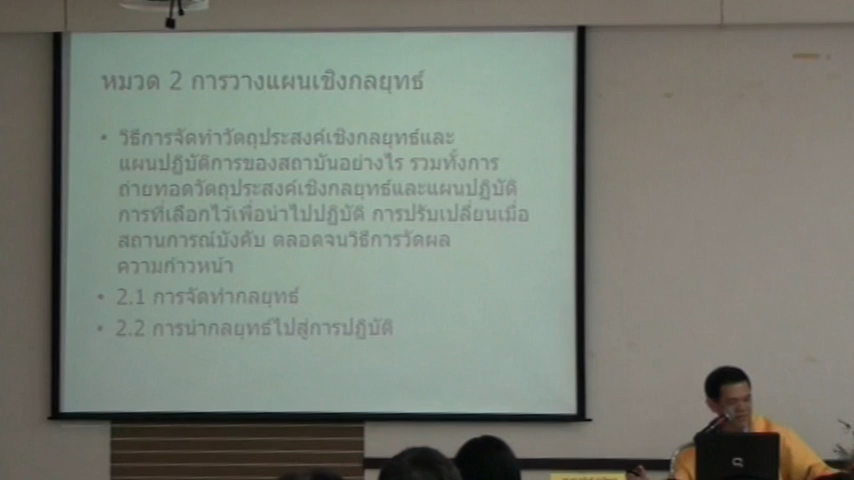 หมวด 2 การวางแผนเชิงกลยุทธ์
• วิธีการจัดทำวัตถุประสงค์เชิงกลยุทธ์และ
แผนปฏิบัติการของสถาบันอย่างไร รวมทั้งการ
ถ่ายทอดวัตถุประสงค์เชิงกลยุทธ์และแผนปฏิบัติ
การที่เลือกไว้เพื่อนำไปปฏิบัติ การปรับเปลี่ยนเมื่อ
สถานการณ์บังคับ ตลอดจนวิธีการวัดผล
ความก้าวหน้า
• 2.1 การจัดทำกลยุทธ์
• 2.2 การนำกลยุทธ์ไปสู่การปฏิบัติ